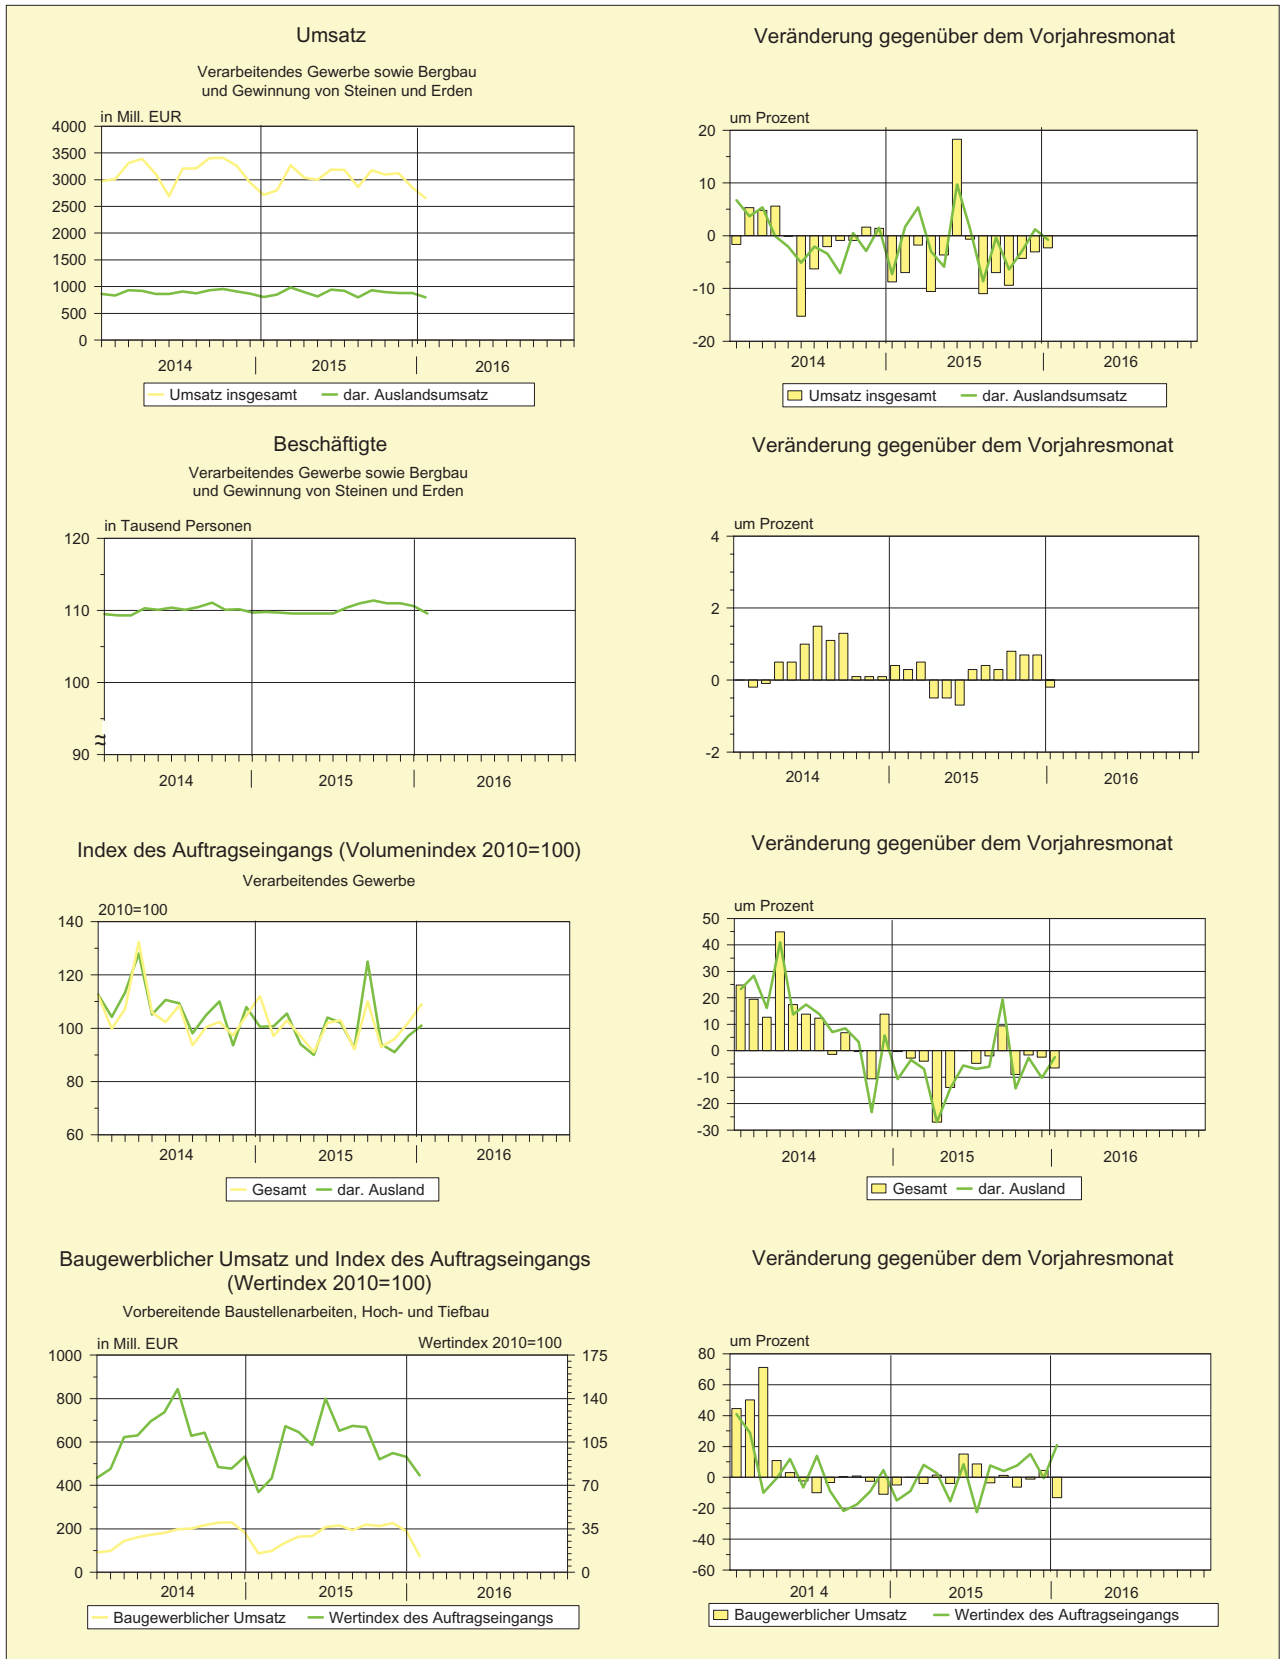 Umsatz
Verarbeitendes Gewerbe sowie Bergbau
und Gewinnung von Steinen und Erden
in Mill. EUR
4000
3500
3000
2500
2000
1500
1000
500
0
2014 2015 2016
Umsatz insgesamt dar. Auslandsumsatz
Veränderung gegenüber dem Vorjahresmonat
um Prozent
20
10
0
-10
-20
2014 2015 2016
Umsatz insgesamt dar. Auslandsumsatz
Beschäftigte
Verarbeitendes Gewerbe sowie Bergbau
und Gewinnung von Steinen und Erden
in Tausend Personen
120
110
100
90
2014 2015 2016
Veränderung gegenüber dem Vorjahresmonat
um Prozent
4
2
0
-2
2014 2015 2016
Index des Auftragseingangs (Volumenindex 2010=100)
Verarbeitendes Gewerbe
2010=100
140
120
100
80
60
2014 2015 2016
Gesamt dar. Ausland
Veränderung gegenüber dem Vorjahresmonat
um Prozent
50
40
30
20
10
0
-10
-20
-30
2014 2015 2016
Gesamt dar. Ausland
Baugewerblicher Umsatz und Index des Auftragseingangs
(Wertindex 2010=100)
Vorbereitende Baustellenarbeiten, Hoch- und Tiefbau
in Mill. EUR Wertindex 2010=100
1000 175
800 140
600 105
400 70
200 35
0 0
2014 2015 2016
Baugewerblicher Umsatz Wertindex des Auftragseingangs
Veränderung gegenüber dem Vorjahresmonat
um Prozent
80
60
40
20
0
-20
-40
-60
201 4 2015 2016
Baugewerblicher Umsatz Wertindex des Auftragseingangs